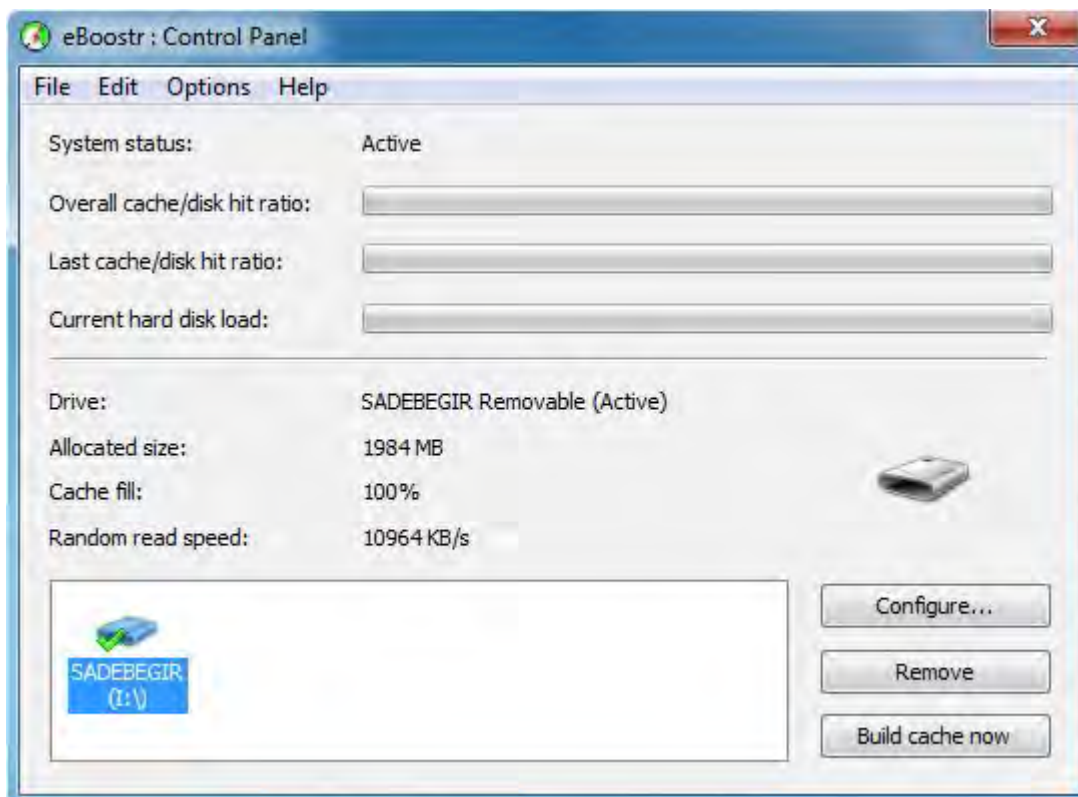 eBoostr : Control Panel
File Edit Options Help
System status: Active
Overall cache/disk hit ratio:
Last cache/disk hit ratio:
Current hard disk load:
Drive: SADEBEGIR Removable (Active)
Allocated size: 1984 MB
Cache fill: 100%
Random read speed: 10964 KB/s
SADEBEGIR
(I:\)
Configure...
Remove
Build cache now